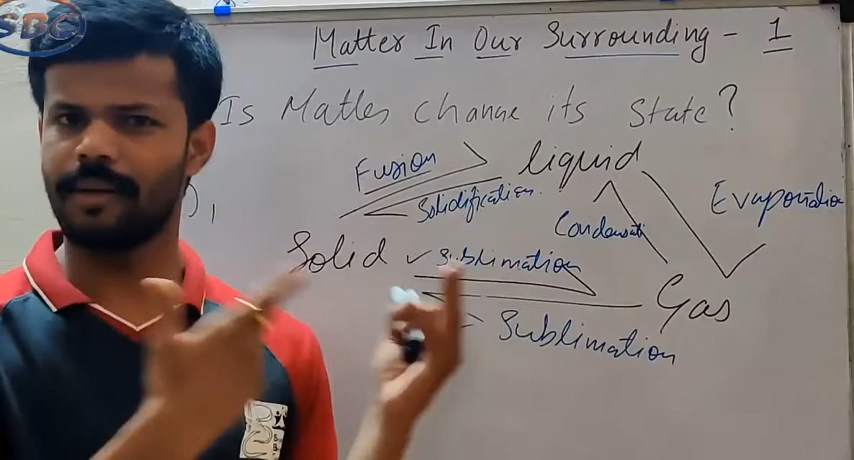 SBC
Matter In Our Surrounding - 1
Is Matter change its State?
Fusion
liquid
Solidification
Evaporation
Condensati
Solid
Sublimation
Gas
Sublimation